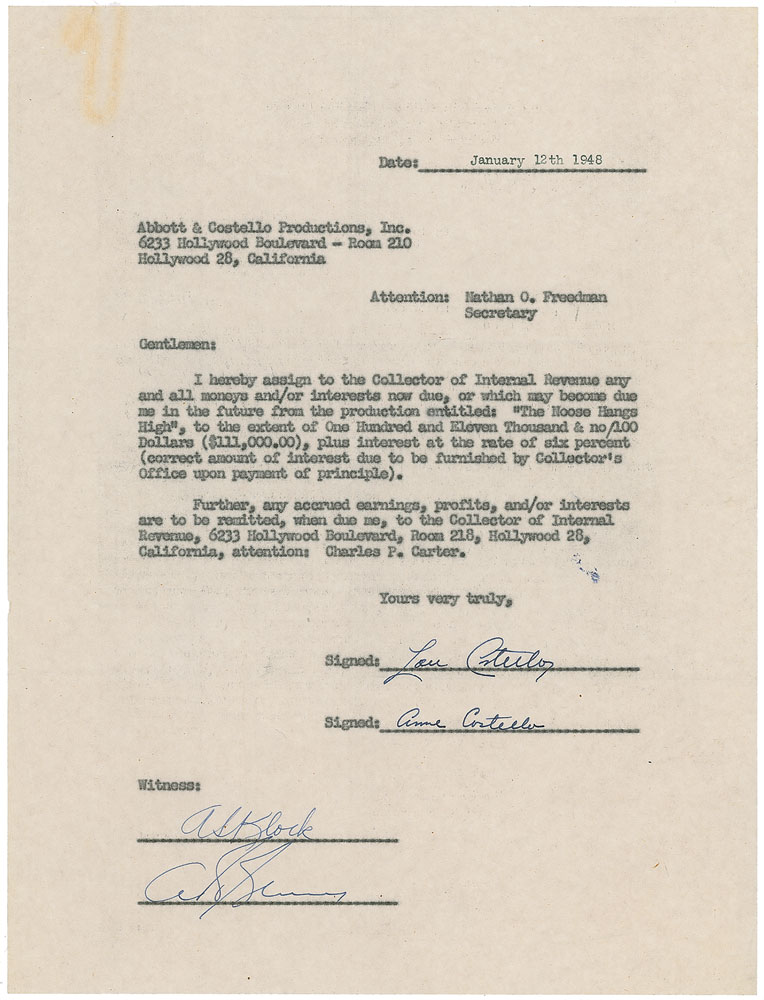 Date: January 12th 1948
Abbott & Costello Productions, Inc.
6233 Hollywood Boulevard - Room 210
Hollywood 28, California
Attention: Nathan O. Freedman
Secretary
Gentlemen:
I hereby assign to the Collector of Internal Revenue any
and all moneys and/or interests now due, or which may become due
me in the future from the production entitled: "The Noose Hangs
High", to the extent of One Hundred and Eleven Thousand & no/100
Dollars ($111,000.00), plus interest at the rate of six percent
(correct amount of interest due to be furnished by Collector's
Office upon payment of principle).
Further, any accrued earnings, profits, and/or interests
are to be remitted, when due me, to the Collector of Internal
Revenue, 6233 Hollywood Boulevard, Room 218, Hollywood 28,
California, attention: Charles P. Carter.
Yours very truly,
Signed: Lou Costello
Signed: Anne Costello
Witness:
Block